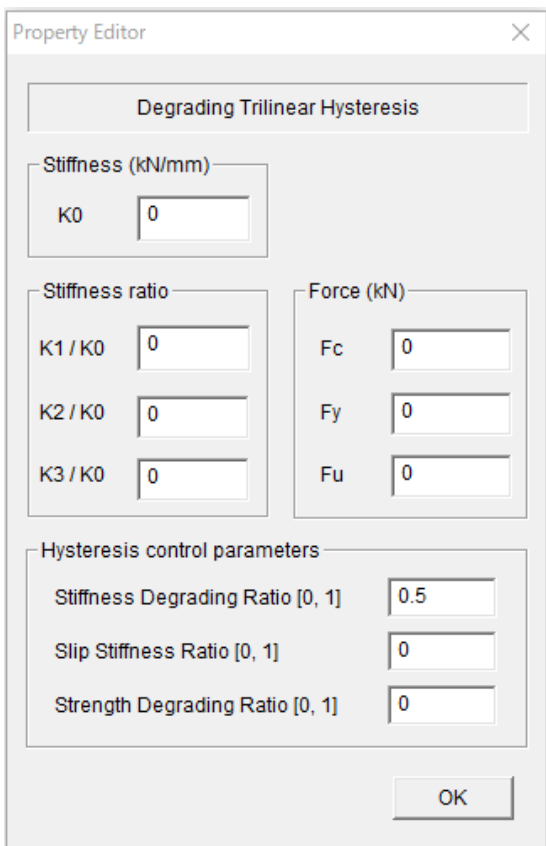 Property Editor
Degrading Trilinear Hysteresis
Stiffness (kN/mm)
K0 0
Stiffness ratio
K1 / K0 0
K2 / K0 0
K3 / K0 0
Force (kN)
Fc 0
Fy 0
Fu 0
Hysteresis control parameters
Stiffness Degrading Ratio [0, 1] 0.5
Slip Stiffness Ratio [0, 1] 0
Strength Degrading Ratio [0, 1] 0
OK